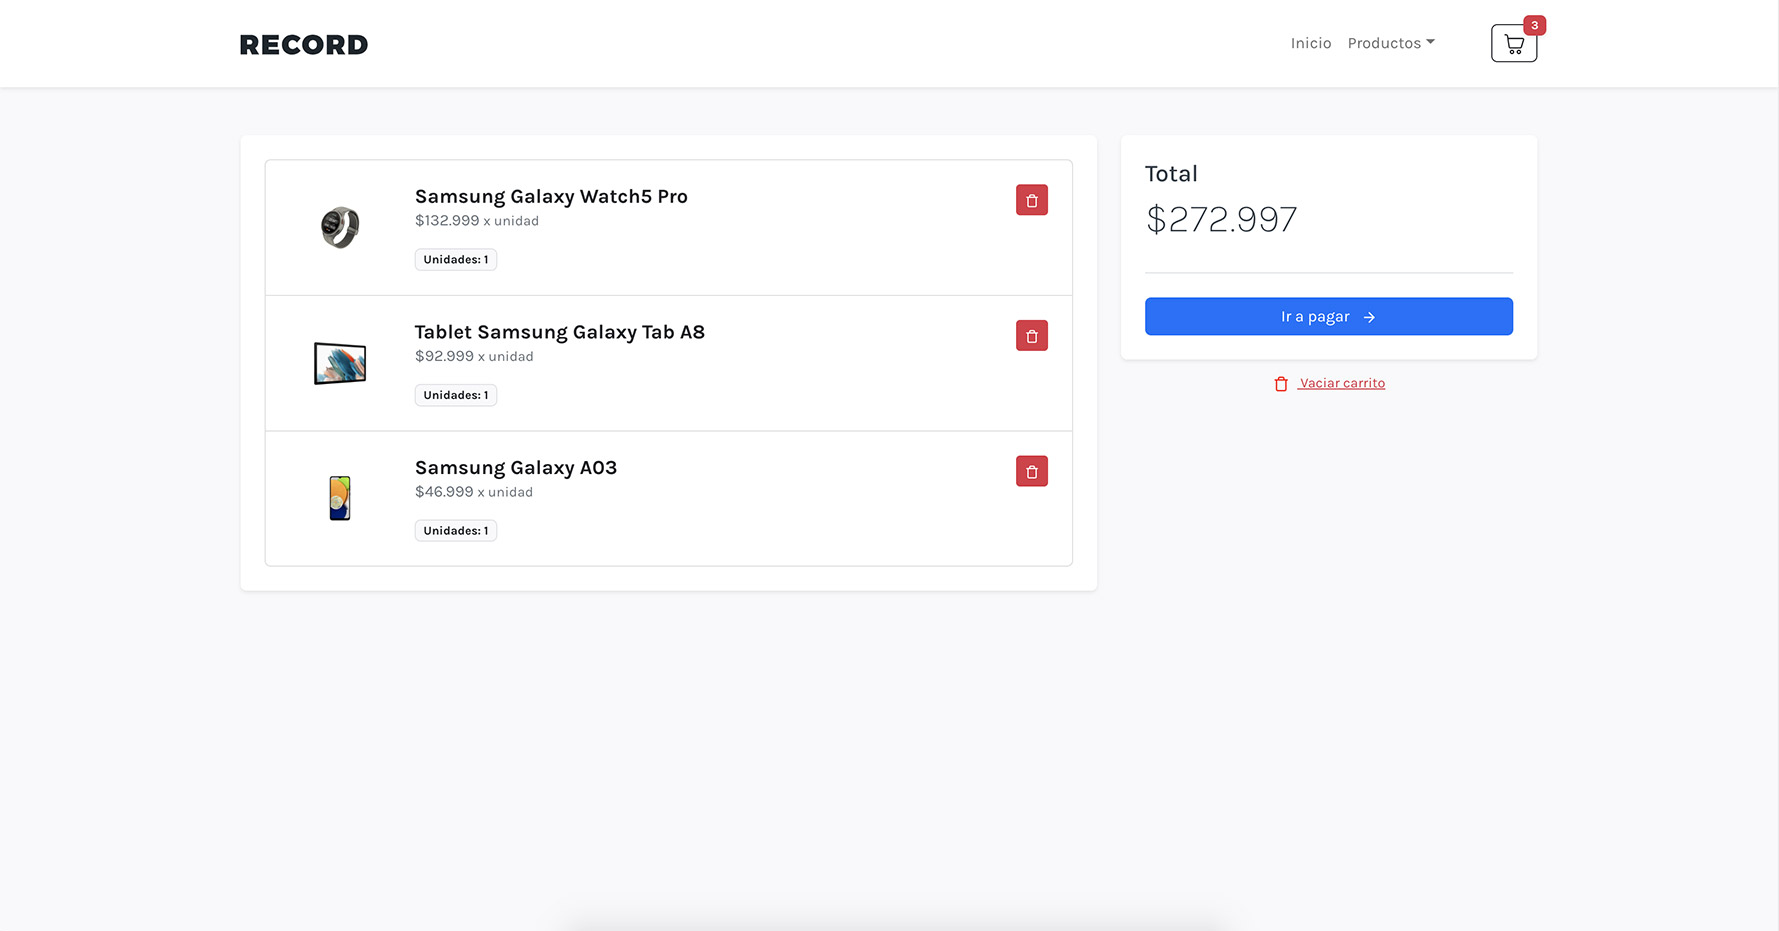 RECORD
Inicio
Productos
3
Samsung Galaxy Watch5 Pro
$132.999 x unidad
Unidades: 1
Tablet Samsung Galaxy Tab A8
$92.999 x unidad
Unidades: 1
Samsung Galaxy A03
$46.999 x unidad
Unidades: 1
Total
$272.997
Ir a pagar
Vaciar carrito